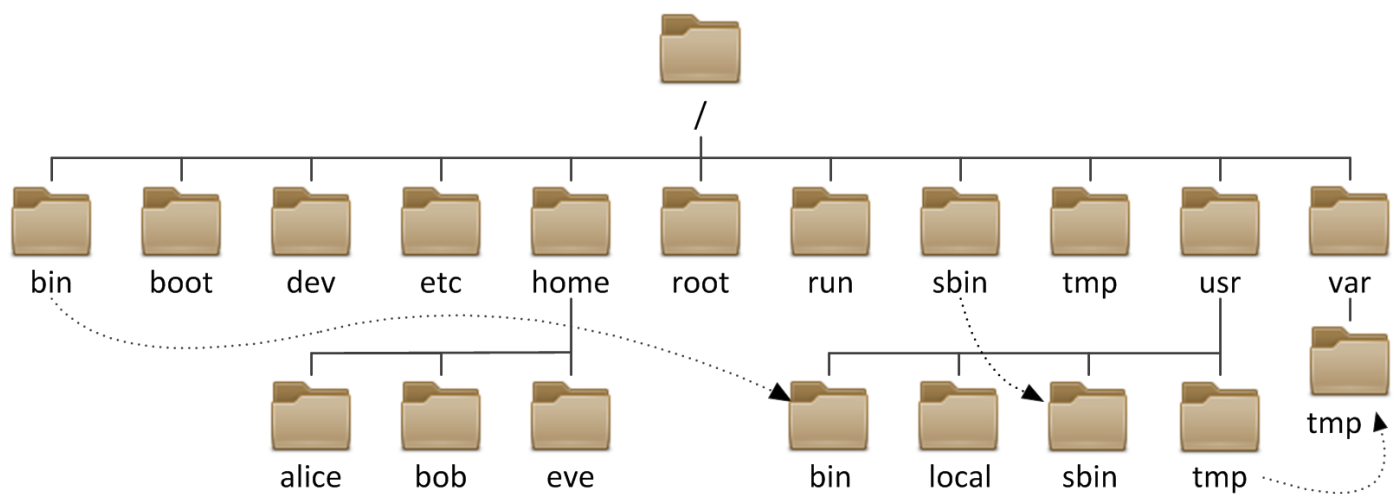 /
bin boot dev etc home root run sbin tmp usr var
tmp
alice bob eve bin local sbin tmp